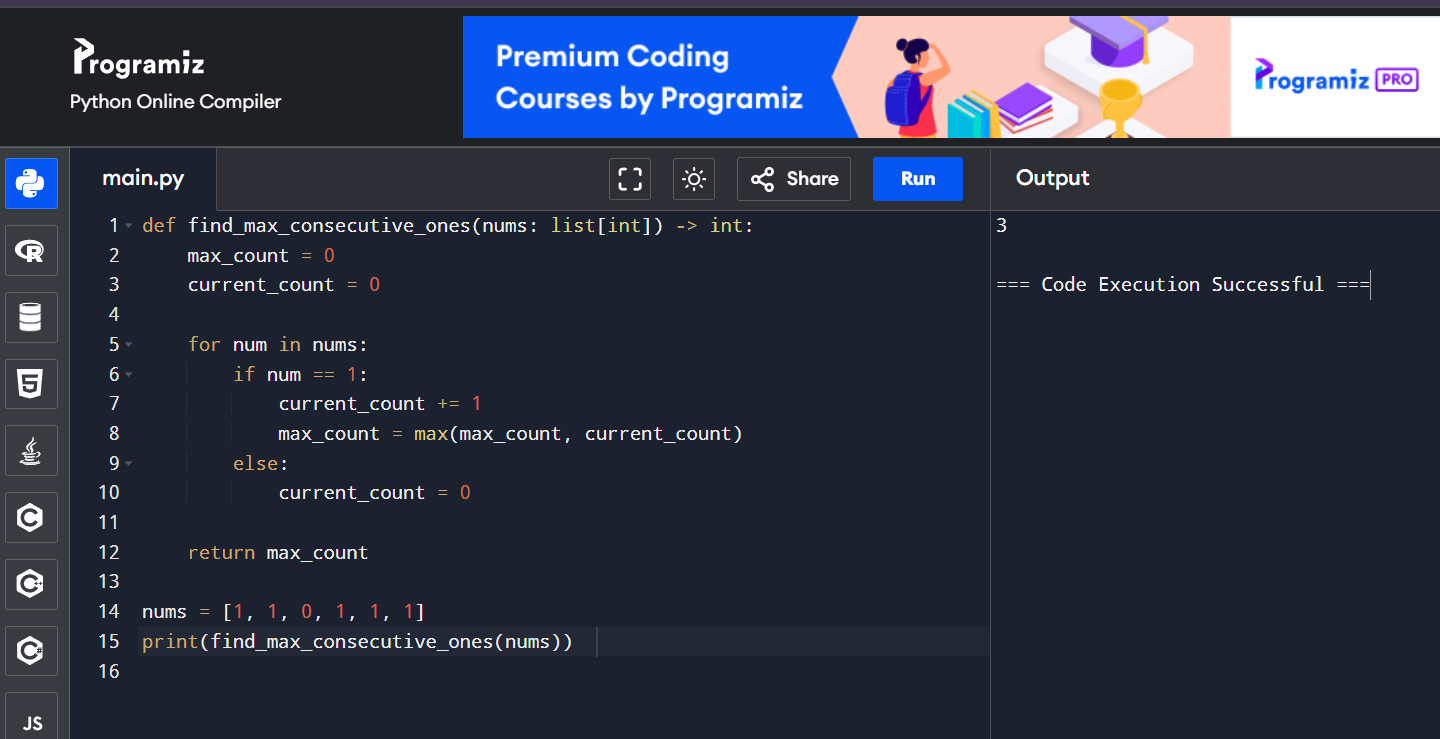 Programiz
Python Online Compiler
Premium Coding
Courses by Programiz
Programiz PRO
main.py
Share
Run
Output
1 def find_max_consecutive_ones(nums: list[int]) -> int:
2     max_count = 0
3     current_count = 0
4
5     for num in nums:
6         if num == 1:
7             current_count += 1
8             max_count = max(max_count, current_count)
9         else:
10             current_count = 0
11
12     return max_count
13
14 nums = [1, 1, 0, 1, 1, 1]
15 print(find_max_consecutive_ones(nums))
16
3
=== Code Execution Successful ===
R
5
C
C++
C#
JS